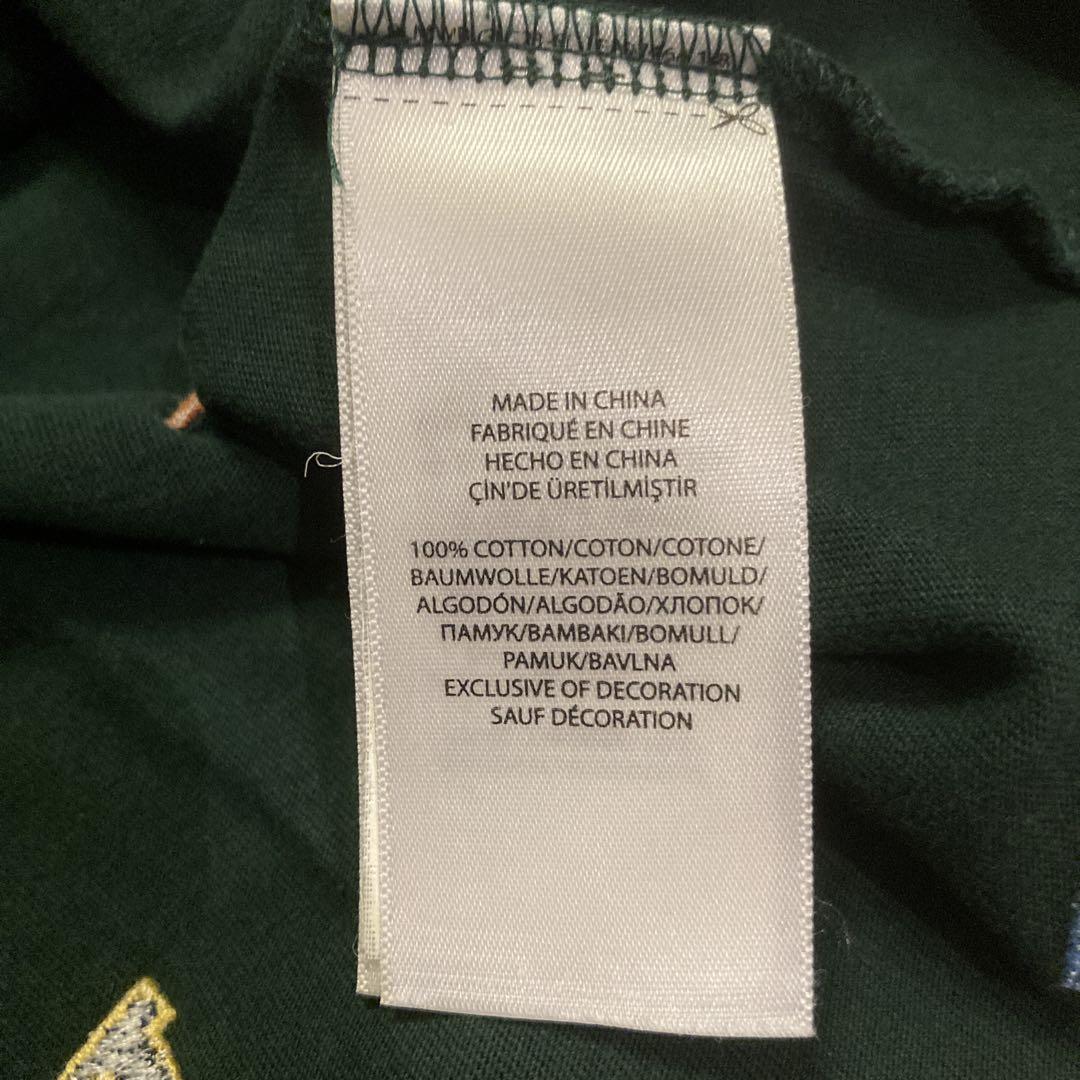 MADE IN CHINA
FABRIQUÉ EN CHINE
HECHO EN CHINA
ÇİN'DE ÜRETİLMİŞTİR
100% COTTON/COTON/COTONE/
BAUMWOLLE/KATOEN/BOMULD/
ALGODÓN/ALGODÃO/ХЛОПОК/
ПАМУК/BAMBAKI/BOMULL/
PAMUK/BAVLNA
EXCLUSIVE OF DECORATION
SAUF DÉCORATION